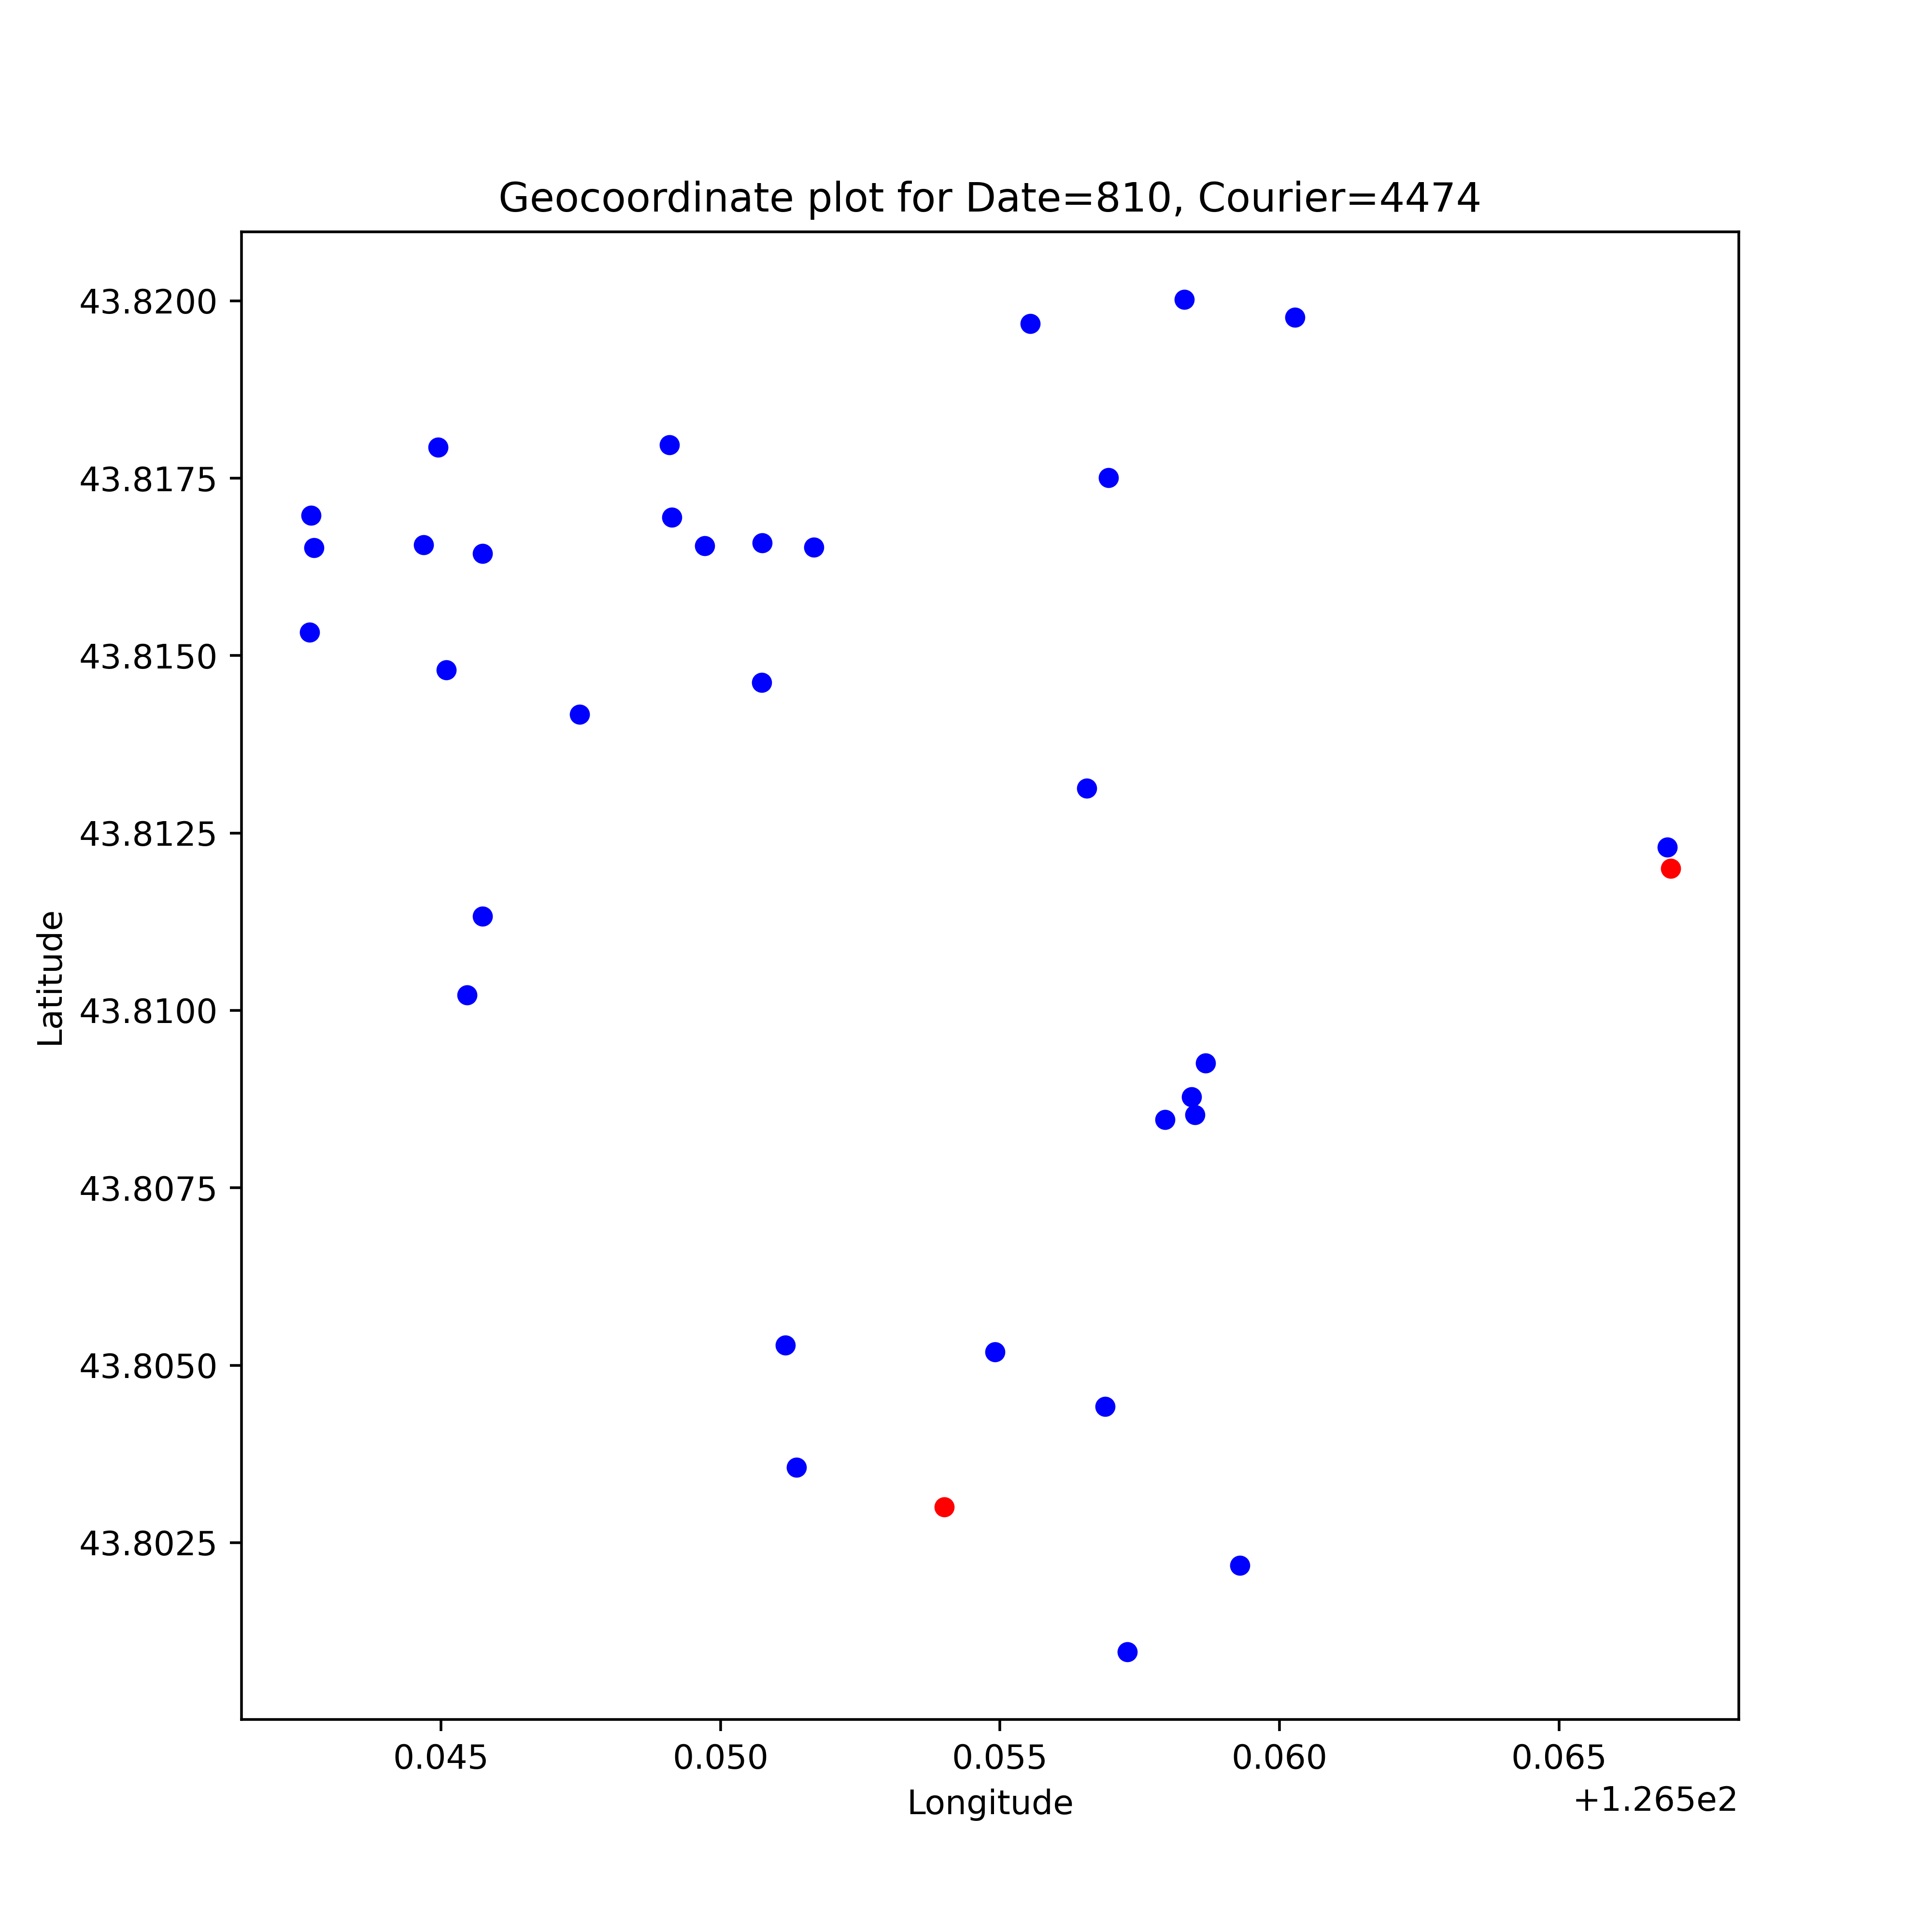 Geocoordinate plot for Date=810, Courier=4474
43.8200
43.8175
43.8150
43.8125
43.8100
43.8075
43.8050
43.8025
Latitude
0.045 0.050 0.055 0.060 0.065
+1.265e2
Longitude